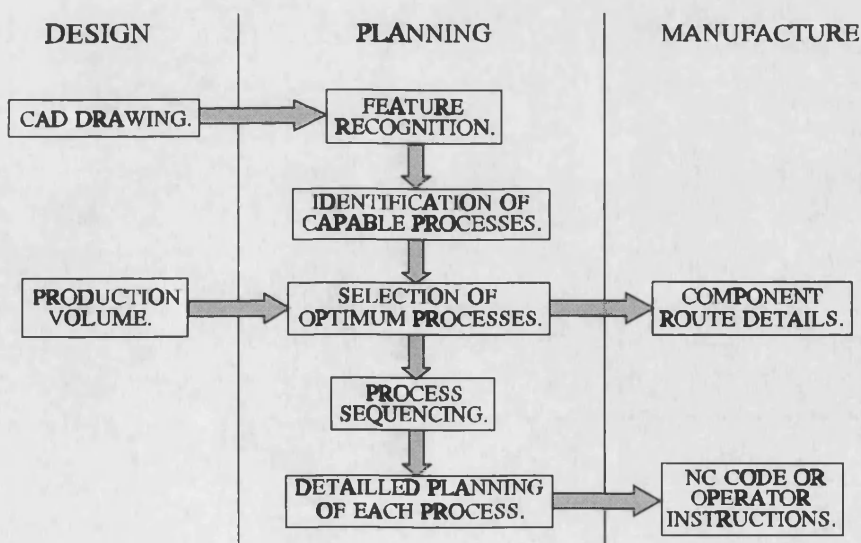 DESIGN
PLANNING
MANUFACTURE
CAD DRAWING.
FEATURE
RECOGNITION.
IDENTIFICATION OF
CAPABLE PROCESSES.
PRODUCTION
VOLUME.
SELECTION OF
OPTIMUM PROCESSES.
COMPONENT
ROUTE DETAILS.
PROCESS
SEQUENCING.
DETAILLED PLANNING
OF EACH PROCESS.
NC CODE OR
OPERATOR
INSTRUCTIONS.